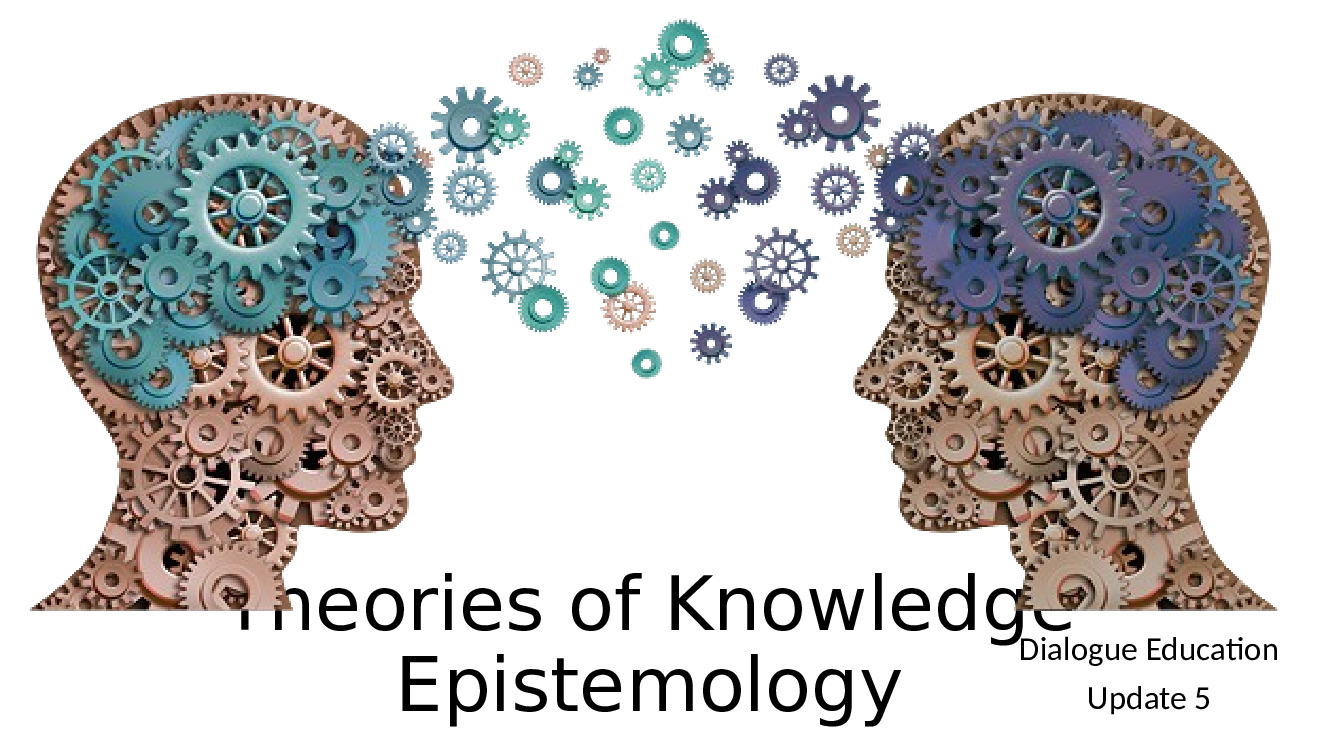 Theories of Knowledge
Epistemology
Dialogue Education
Update 5